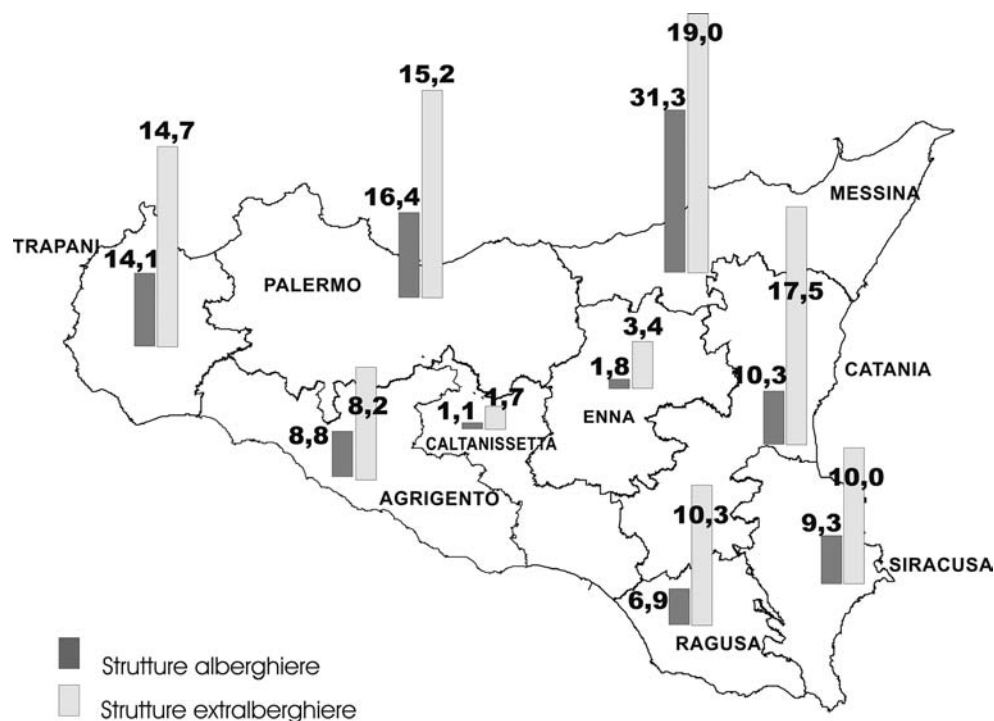 19,0
15,2
31,3
14,7
MESSINA
16,4
TRAPANI
14,1
PALERMO
17,5
3,4
1,8
10,3
CATANIA
8,2
1,7
1,1
ENNA
8,8
CALTANISSETTA
10,0
AGRIGENTO
10,3
9,3
SIRACUSA
6,9
RAGUSA
Strutture alberghiere
Strutture extralberghiere